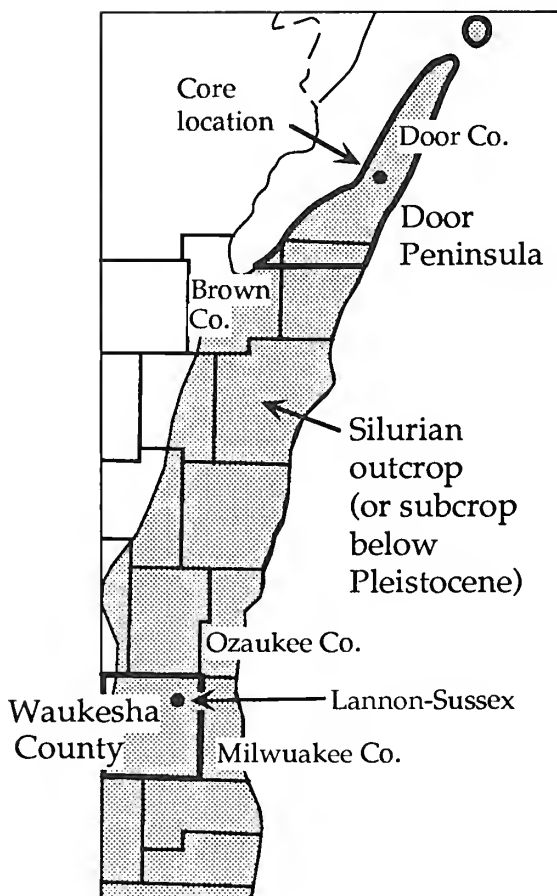 Core
location
Door Co.
Door
Peninsula
Brown
Co.
Silurian
outcrop
(or subcrop
below
Pleistocene)
Ozaukee Co.
Lannon-Sussex
Waukesha
County
Milwuakee Co.